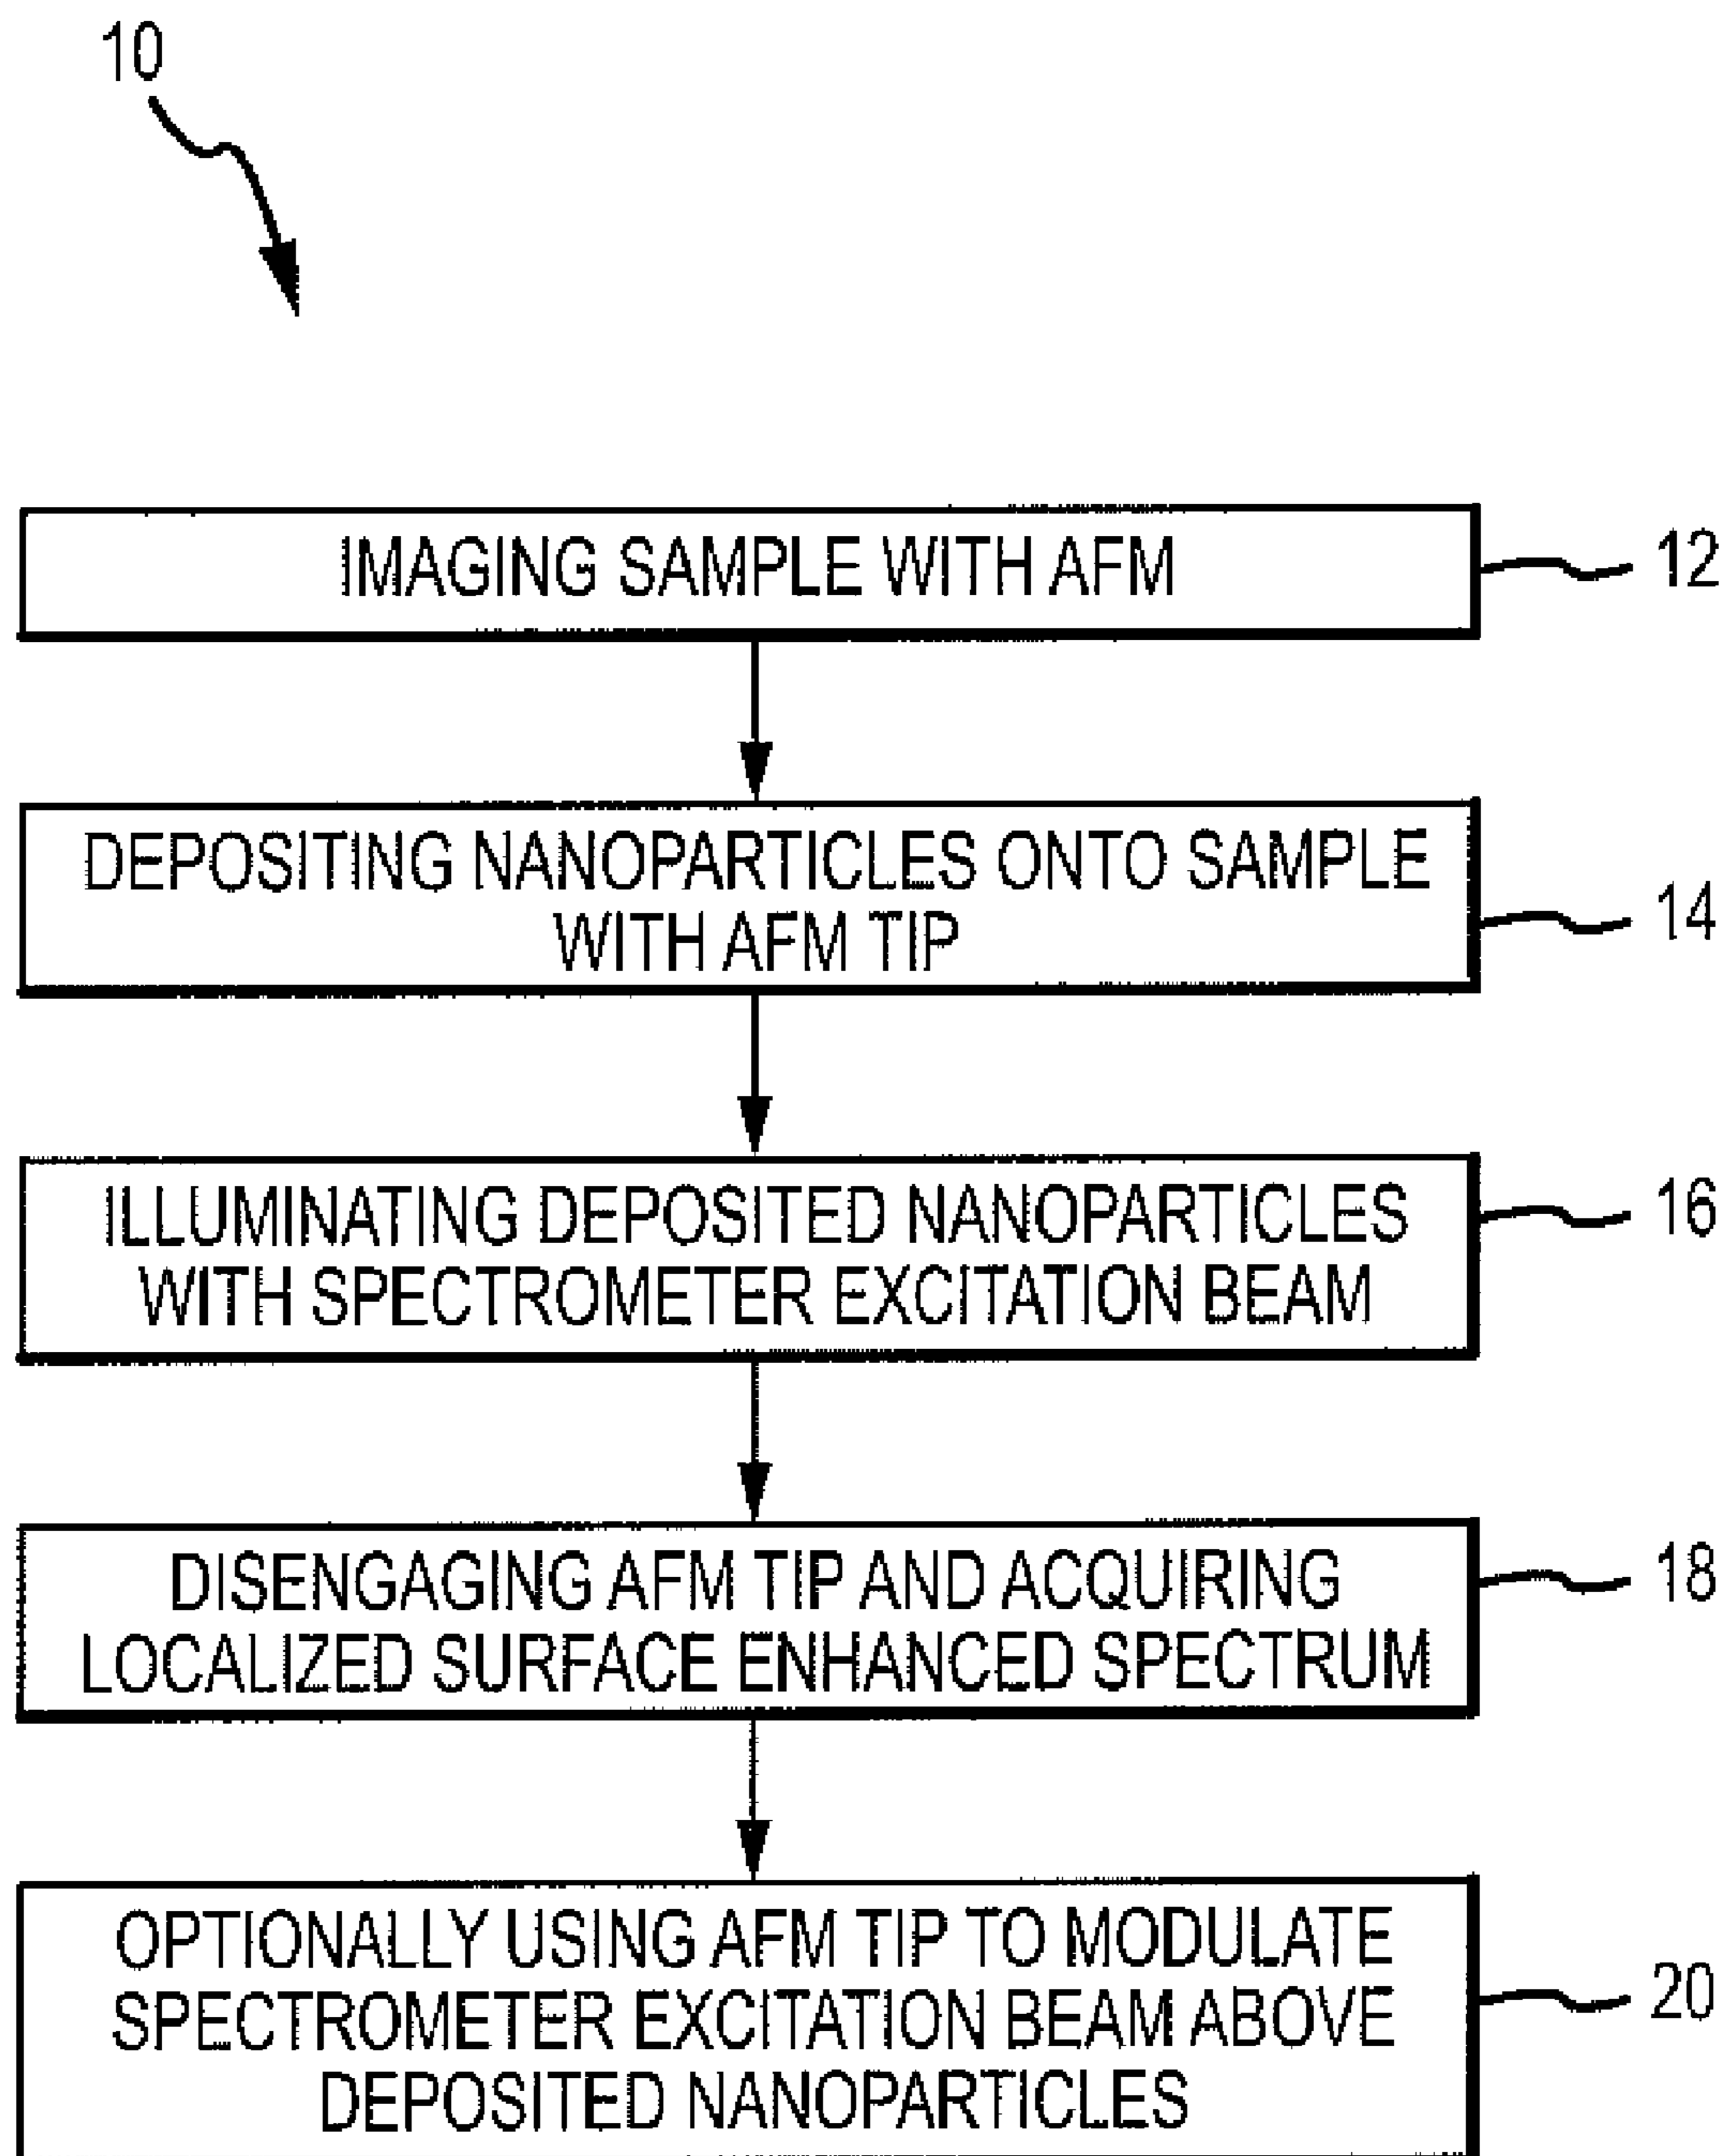 10
IMAGING SAMPLE WITH AFM
12
DEPOSITING NANOPARTICLES ONTO SAMPLE
WITH AFM TIP
14
ILLUMINATING DEPOSITED NANOPARTICLES
WITH SPECTROMETER EXCITATION BEAM
16
DISENGAGING AFM TIP AND ACQUIRING
LOCALIZED SURFACE ENHANCED SPECTRUM
18
OPTIONALLY USING AFM TIP TO MODULATE
SPECTROMETER EXCITATION BEAM ABOVE
DEPOSITED NANOPARTICLES
20